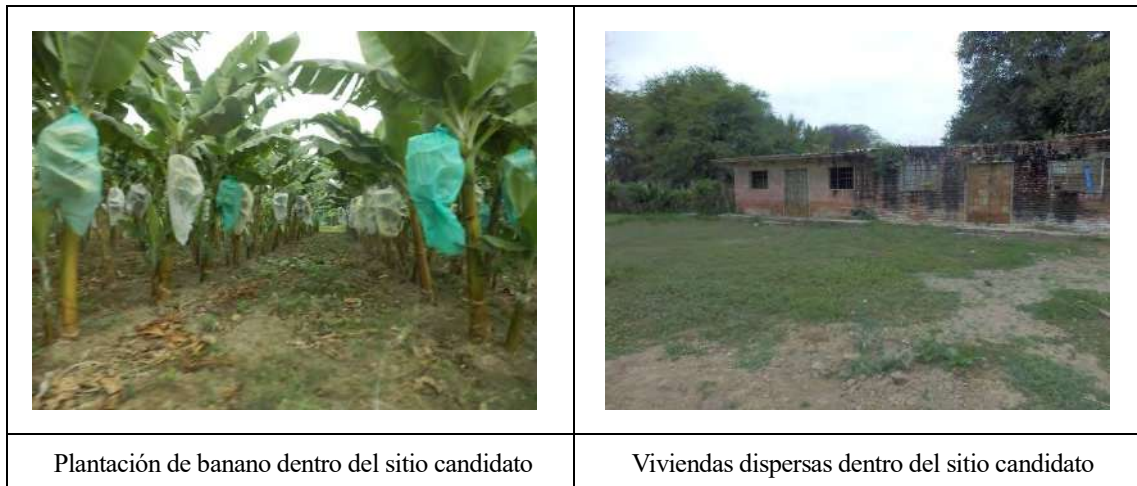 Plantación de banano dentro del sitio candidato
Viviendas dispersas dentro del sitio candidato